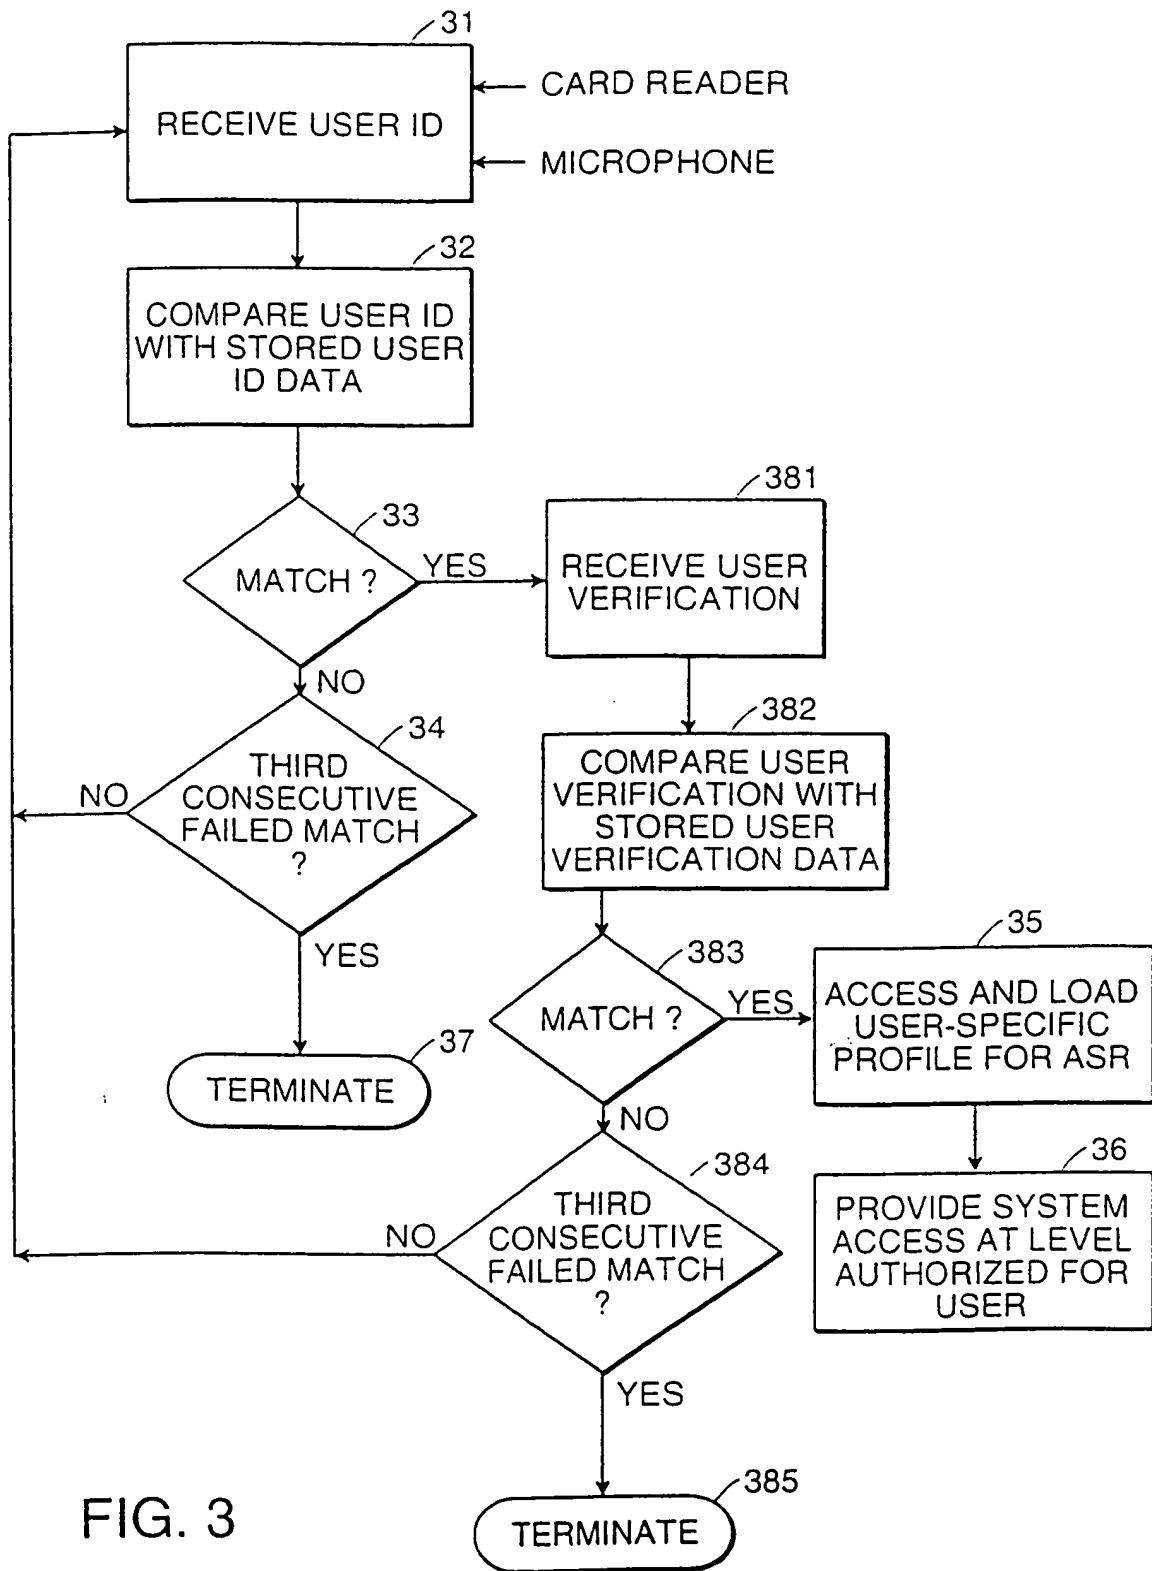 31
RECEIVE USER ID
CARD READER
MICROPHONE
32
COMPARE USER ID
WITH STORED USER
ID DATA
33
MATCH ?
YES
NO
381
RECEIVE USER
VERIFICATION
34
THIRD
CONSECUTIVE
FAILED MATCH
?
NO
YES
382
COMPARE USER
VERIFICATION WITH
STORED USER
VERIFICATION DATA
37
TERMINATE
383
MATCH ?
YES
NO
35
ACCESS AND LOAD
USER-SPECIFIC
PROFILE FOR ASR
384
THIRD
CONSECUTIVE
FAILED MATCH
?
NO
YES
36
PROVIDE SYSTEM
ACCESS AT LEVEL
AUTHORIZED FOR
USER
385
TERMINATE
FIG. 3